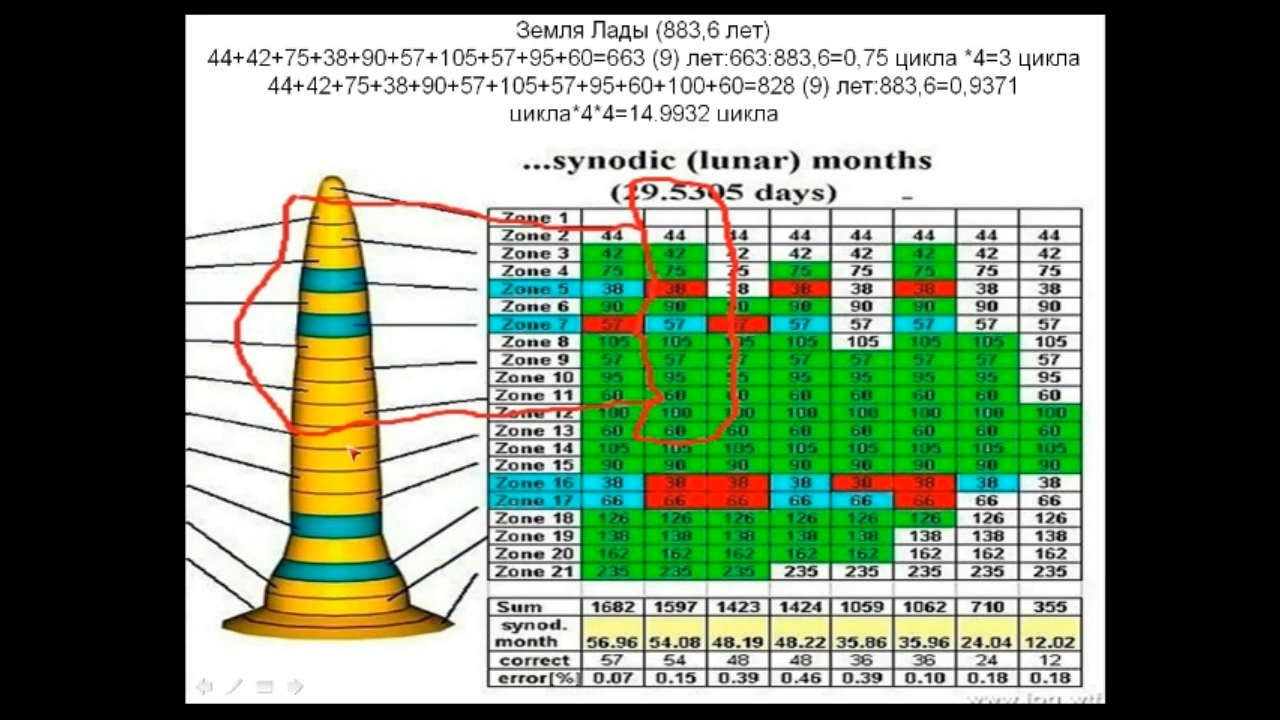 Земля Лады (883,6 лет)
44+42+75+38+90+57+105+57+95+60=663 (9) лет:663:883,6=0,75 цикла *4=3 цикла
44+42+75+38+90+57+105+57+95+60+100+60=828 (9) лет:883,6=0,9371
цикла*4*4=14.9932 цикла
...synodic (lunar) months
(29.5305 days)
Zone 1
Zone 2 44 44 44 44 44 44 44 44
Zone 3 42 42 42 42 42 42 42 42
Zone 4 75 75 75 75 75 75 75 75
Zone 5 38 38 38 38 38 38 38 38
Zone 6 90 90 90 90 90 90 90 90
Zone 7 57 57 57 57 57 57 57 57
Zone 8 105 105 105 105 105 105 105 105
Zone 9 57 57 57 57 57 57 57 57
Zone 10 95 95 95 95 95 95 95 95
Zone 11 60 60 60 60 60 60 60 60
Zone 12 100 100 100 100 100 100 100 100
Zone 13 60 60 60 60 60 60 60 60
Zone 14 105 105 105 105 105 105 105 105
Zone 15 90 90 90 90 90 90 90 90
Zone 16 38 38 38 38 38 38 38 38
Zone 17 66 66 66 66 66 66 66 66
Zone 18 126 126 126 126 126 126 126 126
Zone 19 138 138 138 138 138 138 138 138
Zone 20 162 162 162 162 162 162 162 162
Zone 21 235 235 235 235 235 235 235 235
Sum 1682 1597 1423 1424 1059 1062 710 355
synod.
month 56.96 54.08 48.19 48.22 35.86 35.96 24.04 12.02
correct 57 54 48 48 36 36 24 12
error[%] 0.07 0.15 0.39 0.46 0.39 0.10 0.18 0.18